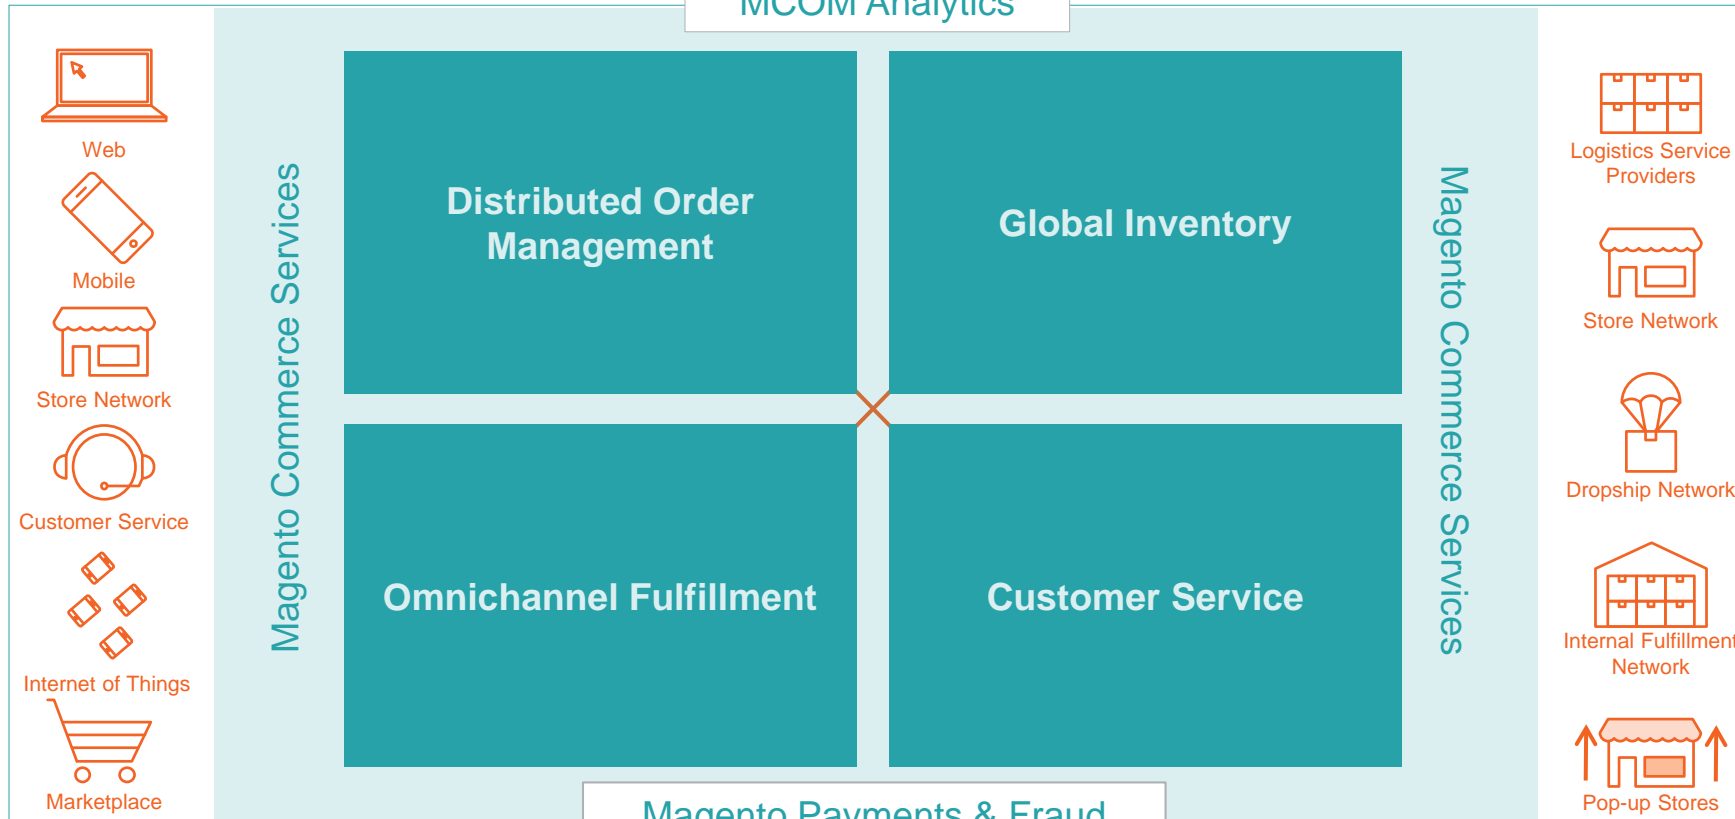 MCOM Analytics
Web
Mobile
Store Network
Customer Service
Internet of Things
Marketplace
Magento Commerce Services
Distributed Order
Management
Global Inventory
Omnichannel Fulfillment
Customer Service
Magento Commerce Services
Logistics Service
Providers
Store Network
Dropship Network
Internal Fulfillment
Network
Pop-up Stores
Magento Payments & Fraud